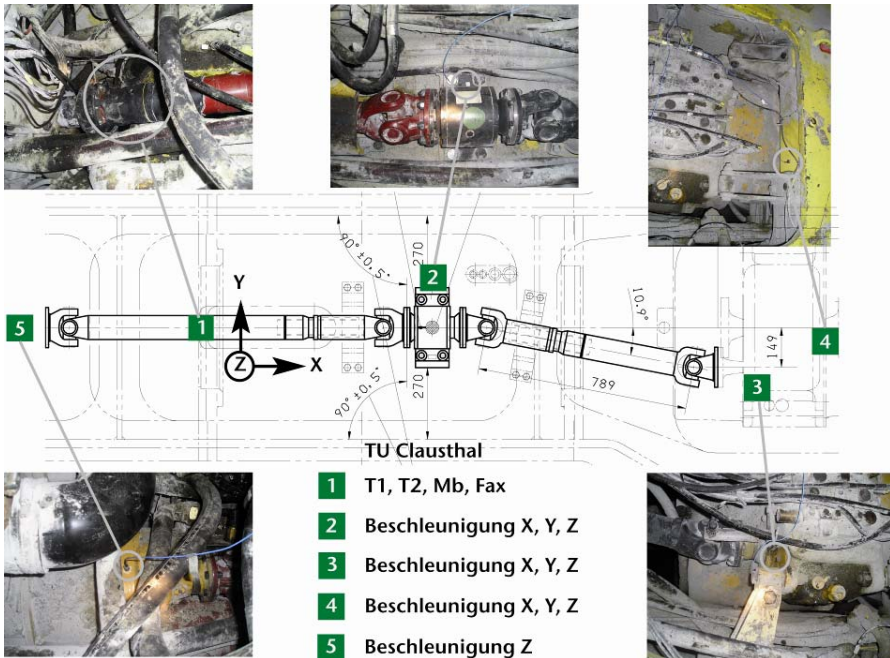 90°±0,5°
270
2
Y
5
1
10.9°
4
Z
X
149
789
3
90°±0,5°
270
TU Clausthal
1 T1, T2, Mb, Fax
2 Beschleunigung X, Y, Z
3 Beschleunigung X, Y, Z
4 Beschleunigung X, Y, Z
5 Beschleunigung Z